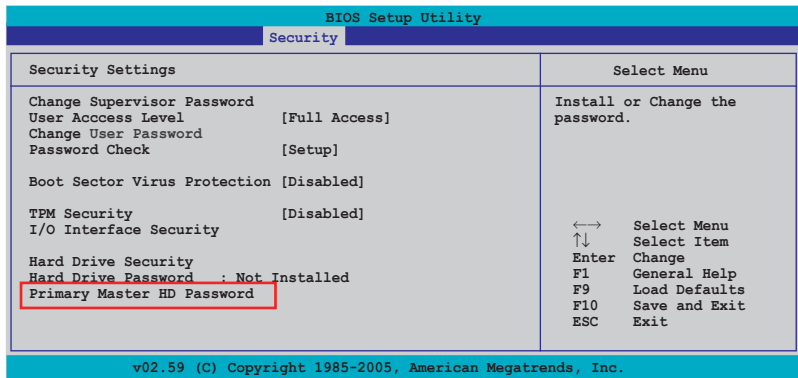 BIOS Setup Utility
Security
Security Settings
Change Supervisor Password
User Acccess Level [Full Access]
Change User Password
Password Check [Setup]
Boot Sector Virus Protection [Disabled]
TPM Security [Disabled]
I/O Interface Security
Hard Drive Security
Hard Drive Password : Not Installed
Primary Master HD Password
Select Menu
Install or Change the
password.
←→ Select Menu
↑↓ Select Item
Enter Change
F1 General Help
F9 Load Defaults
F10 Save and Exit
ESC Exit
v02.59 (C) Copyright 1985-2005, American Megatrends, Inc.